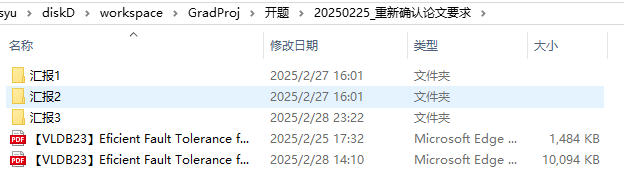 syu > diskD > workspace > GradProj > 开题 > 20250225_重新确认论文要求 >
名称 修改日期 类型 大小
汇报1 2025/2/27 16:01 文件夹
汇报2 2025/2/27 16:01 文件夹
汇报3 2025/2/28 23:22 文件夹
【VLDB23】Eficient Fault Tolerance f... 2025/2/25 17:32 Microsoft Edge ... 1,484 KB
【VLDB23】Eficient Fault Tolerance f... 2025/2/28 14:10 Microsoft Edge ... 10,094 KB